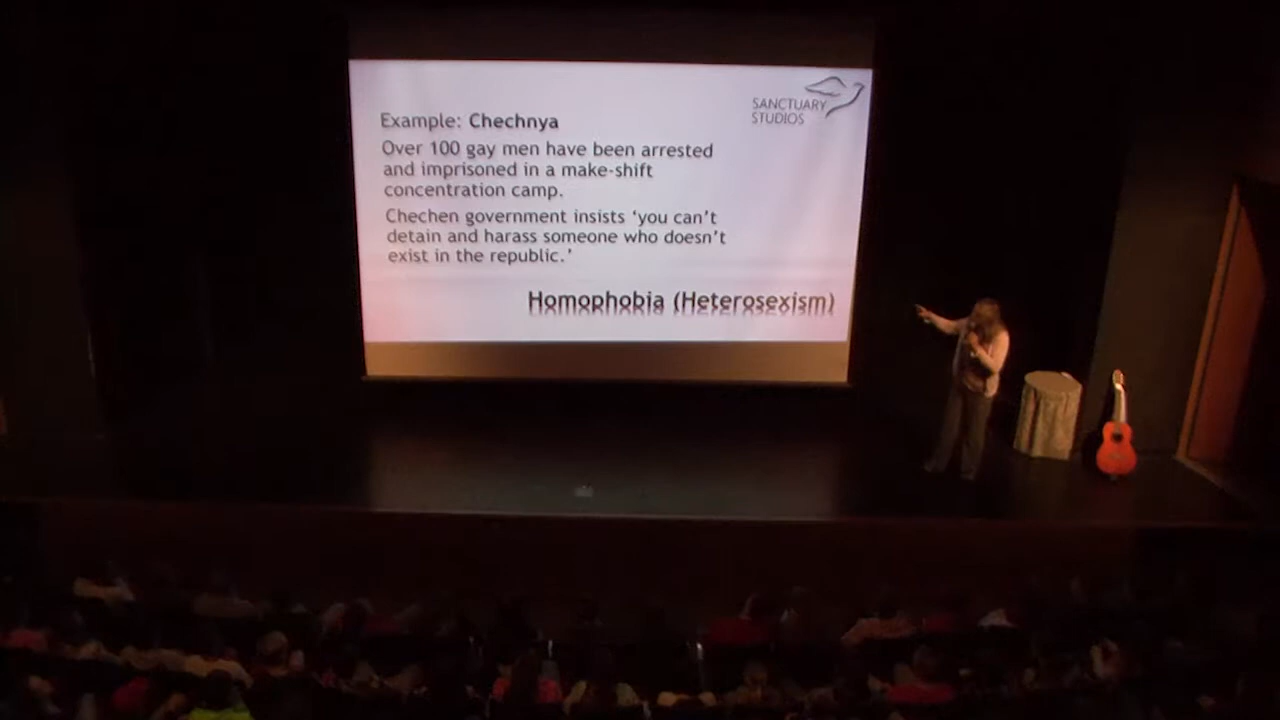 SANCTUARY
STUDIOS
Example: Chechnya
Over 100 gay men have been arrested
and imprisoned in a make-shift
concentration camp.
Chechen government insists ‘you can’t
detain and harass someone who doesn’t
exist in the republic.’
Homophobia (Heterosexism)